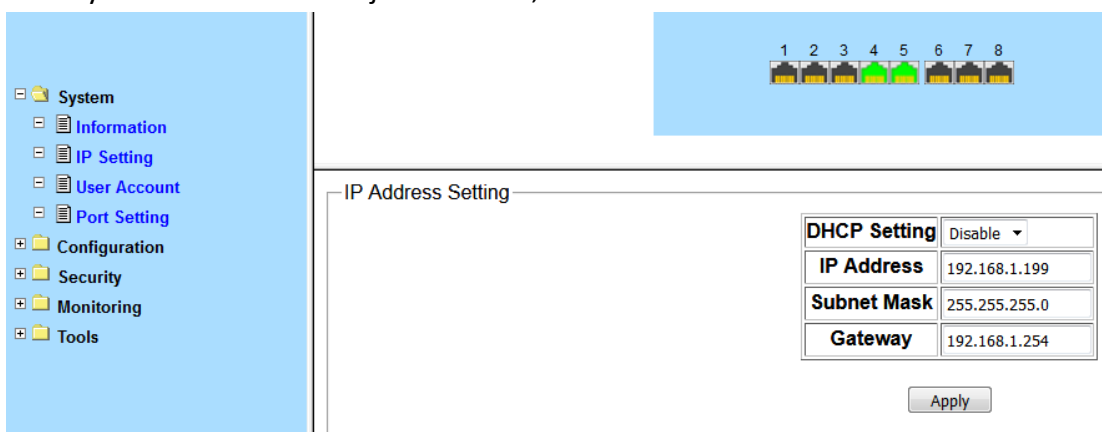 1 2 3 4 5 6 7 8
System
Information
IP Setting
User Account
Port Setting
Configuration
Security
Monitoring
Tools
IP Address Setting
DHCP Setting Disable
IP Address 192.168.1.199
Subnet Mask 255.255.255.0
Gateway 192.168.1.254
Apply